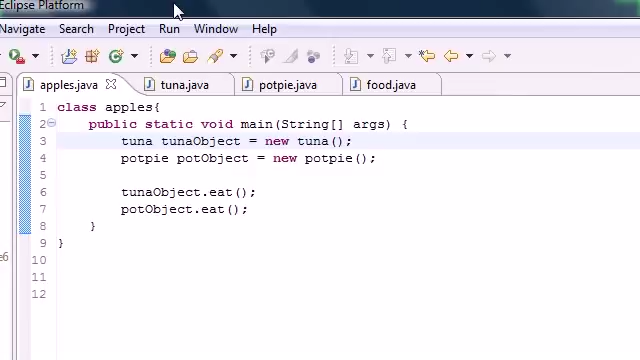 Eclipse Platform
Navigate Search Project Run Window Help
apples.java tuna.java potpie.java food.java
1 class apples{
2 public static void main(String[] args) {
3 tuna tunaObject = new tuna();
4 potpie potObject = new potpie();
5
6 tunaObject.eat();
7 potObject.eat();
8 }
9 }
10
11
12
e6